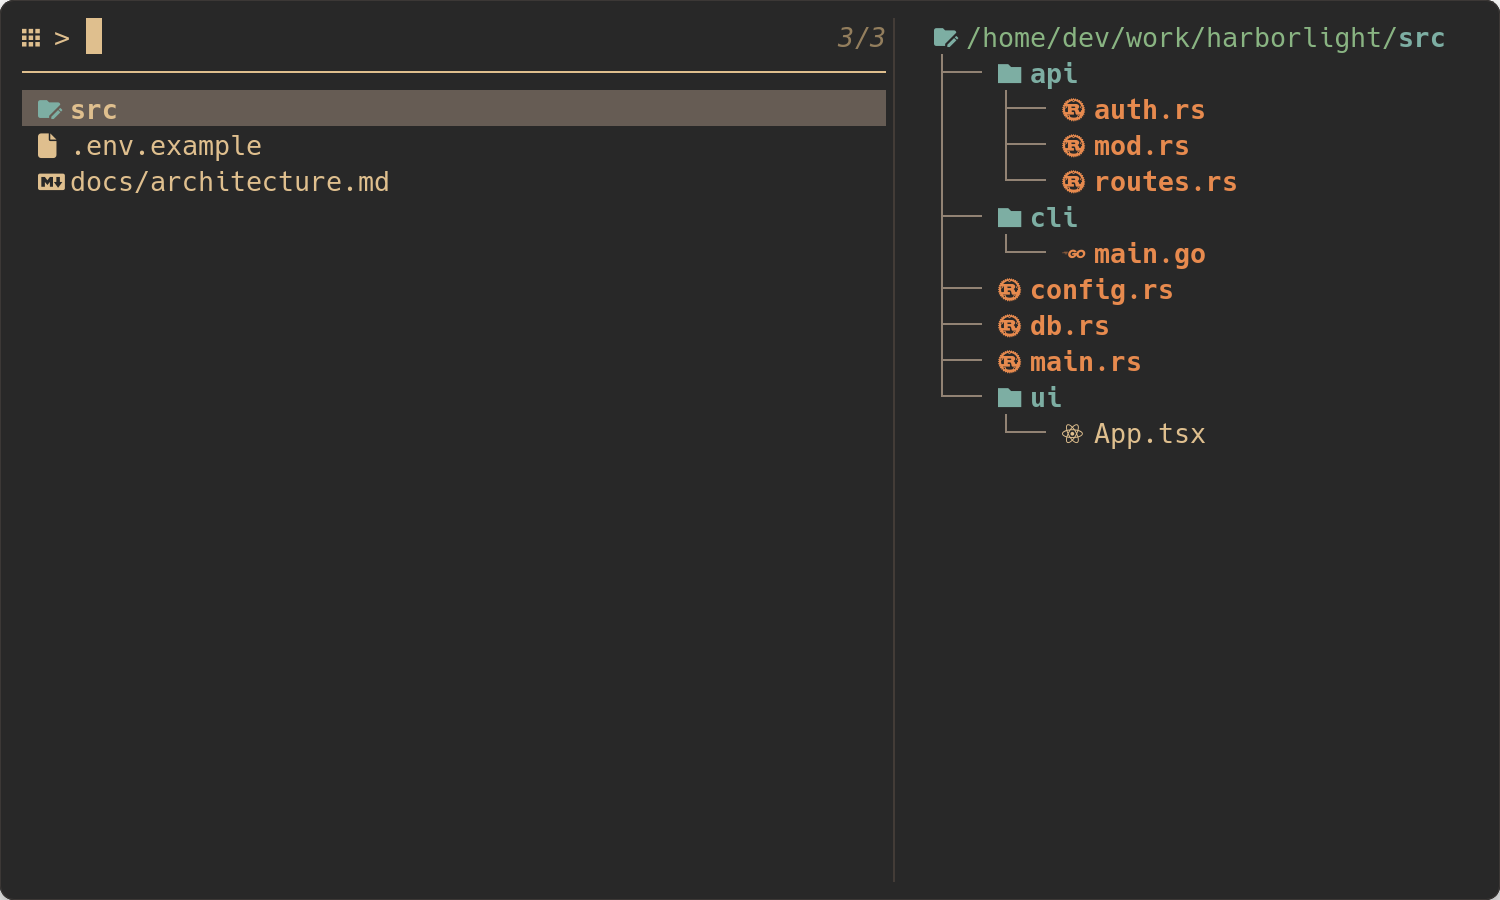 > 3/3
src
.env.example
docs/architecture.md
/home/dev/work/harborlight/src
api
auth.rs
mod.rs
routes.rs
cli
main.go
config.rs
db.rs
main.rs
ui
App.tsx